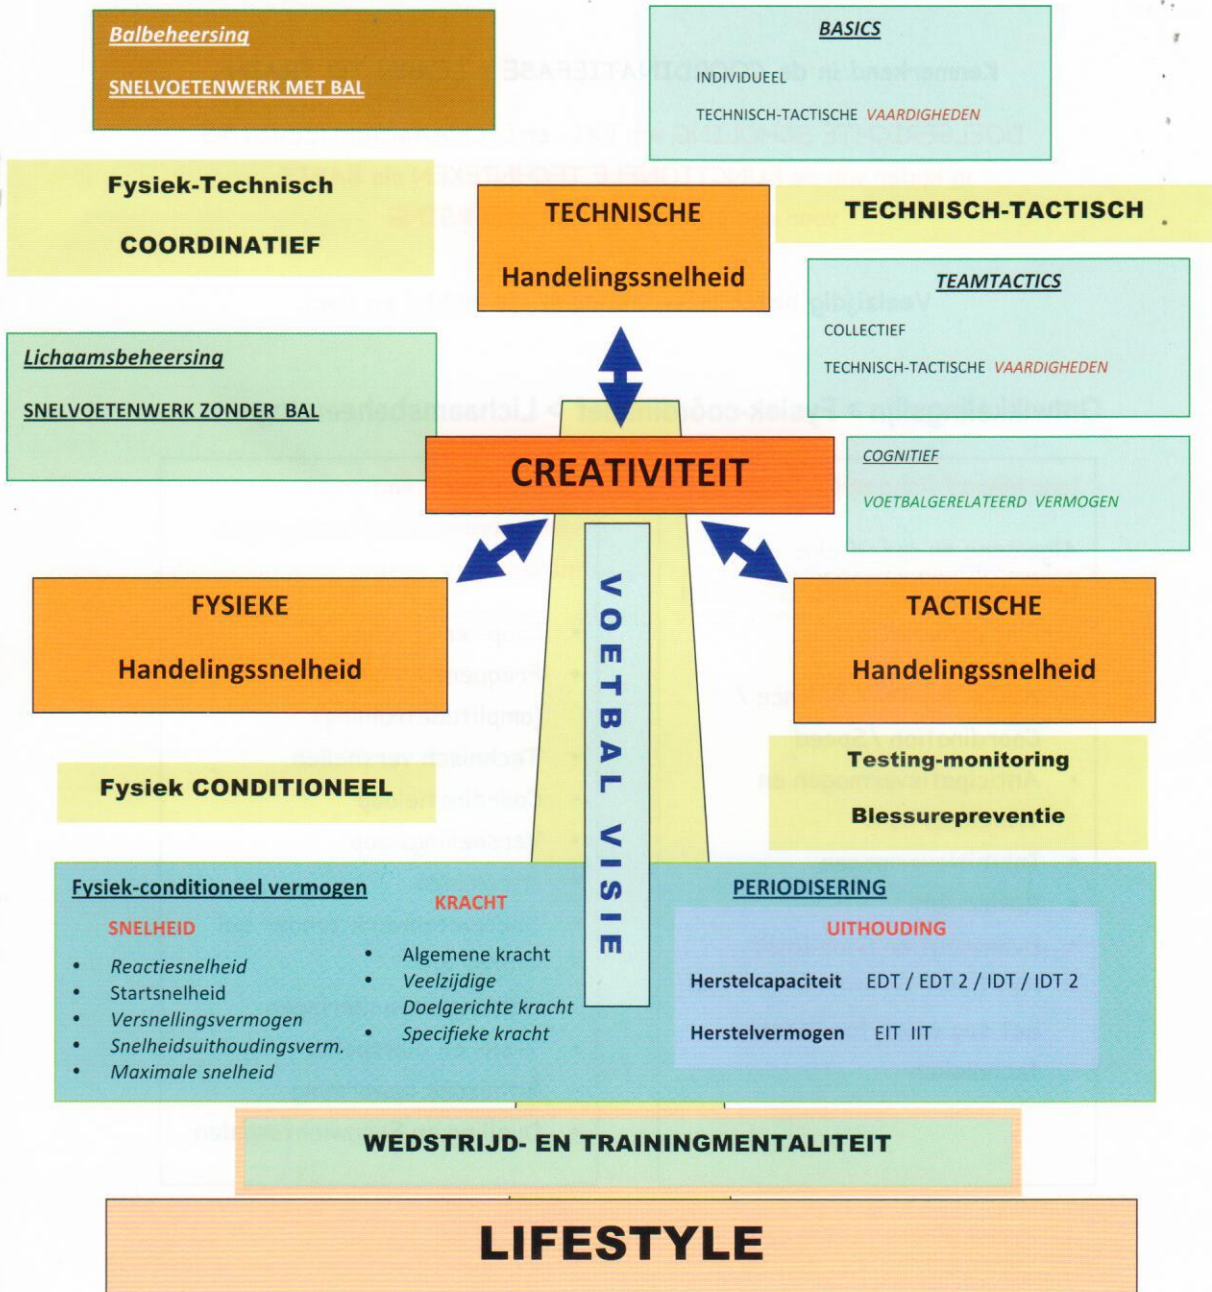 Balbeheersing
SNELVOETENWERK MET BAL
BASICS
INDIVIDUEEL
TECHNISCH-TACTISCHE VAARDIGHEDEN
Fysiek-Technisch
COORDINATIEF
TECHNISCHE
Handelingssnelheid
TECHNISCH-TACTISCH
TEAMTACTICS
COLLECTIEF
TECHNISCH-TACTISCHE VAARDIGHEDEN
Lichaamsbeheersing
SNELVOETENWERK ZONDER BAL
CREATIVITEIT
COGNITIEF
VOETBALGERELATEERD VERMOGEN
FYSIEKE
Handelingssnelheid
VOETBAL VISIE
TACTISCHE
Handelingssnelheid
Fysiek CONDITIONEEL
Testing-monitoring
Blessurepreventie
Fysiek-conditioneel vermogen
SNELHEID
• Reactiesnelheid
• Startsnelheid
• Versnellingsvermogen
• Snelheidsuithoudingsverm.
• Maximale snelheid
KRACHT
• Algemene kracht
• Veelzijdige
Doelgerichte kracht
• Specifieke kracht
PERIODISERING
UITHOUDING
Herstelcapaciteit EDT / EDT 2 / IDT / IDT 2
Herstelvermogen EIT IIT
WEDSTRIJD- EN TRAININGMENTALITEIT
LIFESTYLE